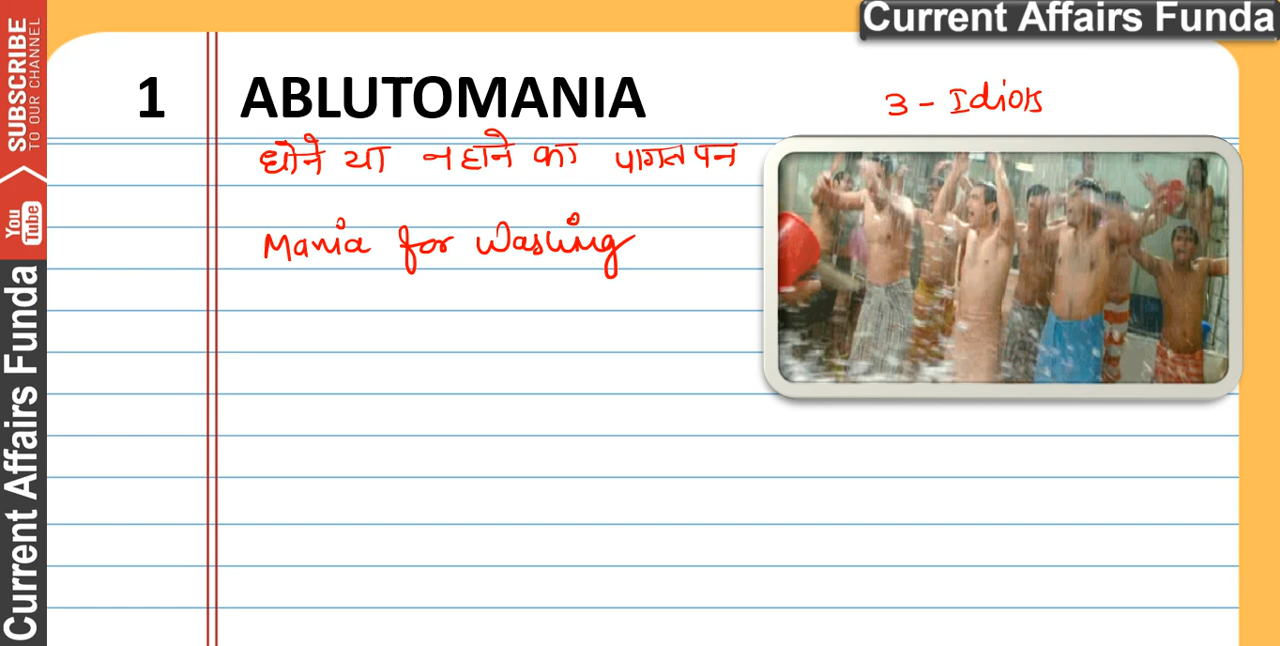 Current Affairs Funda
SUBSCRIBE
TO OUR CHANNEL
You
Tube
Current Affairs Funda
1 ABLUTOMANIA
3 - Idiots
धोने या नहाने का पागलपन
Mania for Washing